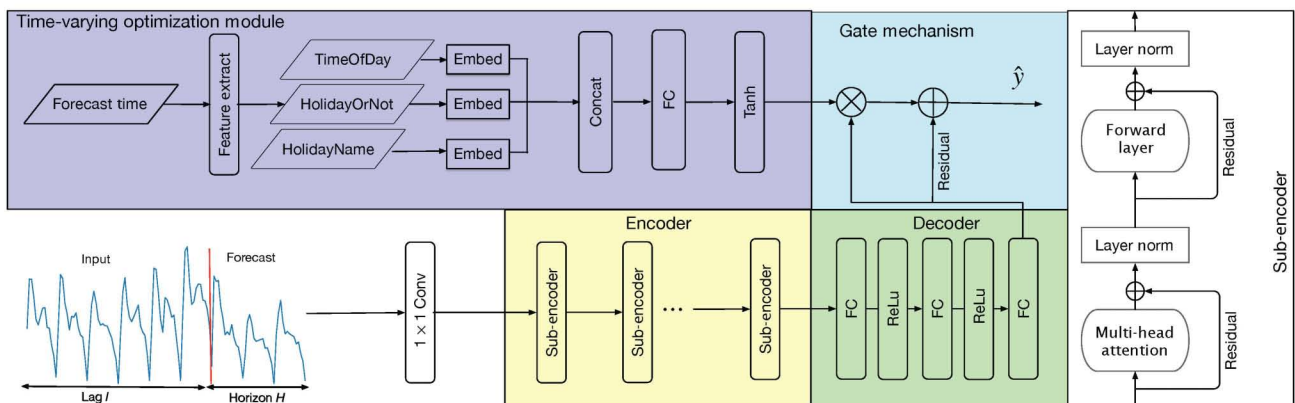 Time-varying optimization module
Forecast time
Feature extract
TimeOfDay
HolidayOrNot
HolidayName
Embed
Embed
Embed
Concat
FC
Tanh
Gate mechanism
ŷ
Residual
Input
Forecast
Lag I
Horizon H
1 × 1 Conv
Encoder
Sub-encoder
Sub-encoder
...
Sub-encoder
Decoder
FC
ReLu
FC
ReLu
FC
Layer norm
Forward
layer
Residual
Layer norm
Multi-head
attention
Residual
Sub-encoder